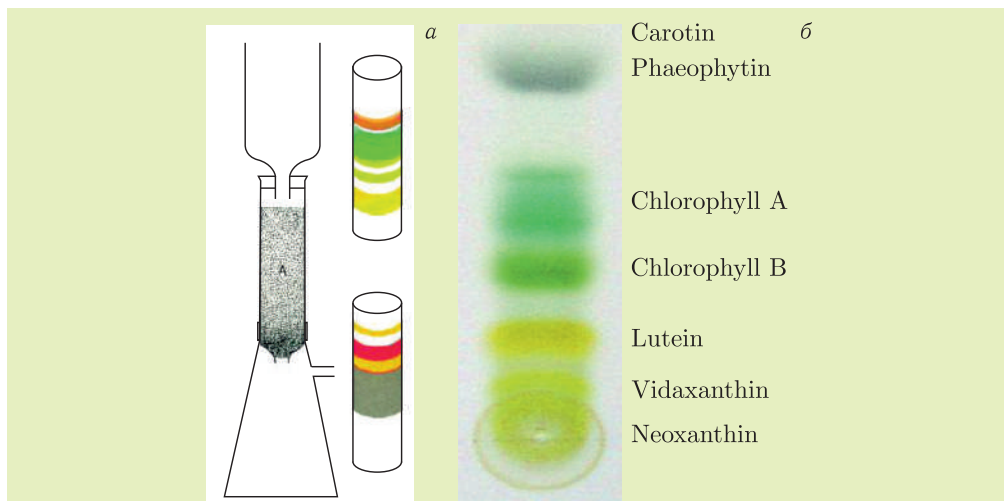 а
Carotin б
Phaeophytin
A
Chlorophyll A
Chlorophyll B
Lutein
Vidaxanthin
Neoxanthin